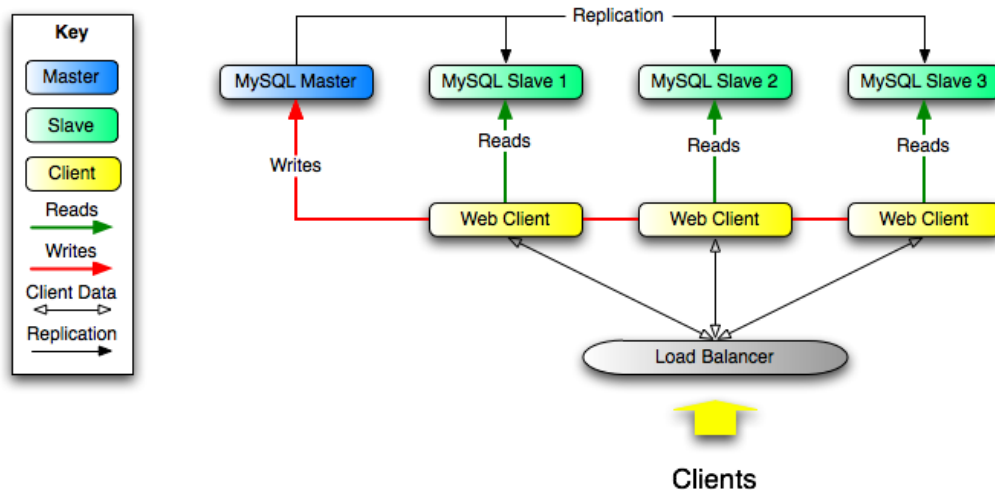 Key
Master
Slave
Client
Reads
Writes
Client Data
Replication
Replication
MySQL Master
MySQL Slave 1
MySQL Slave 2
MySQL Slave 3
Writes
Reads
Reads
Reads
Web Client
Web Client
Web Client
Load Balancer
Clients